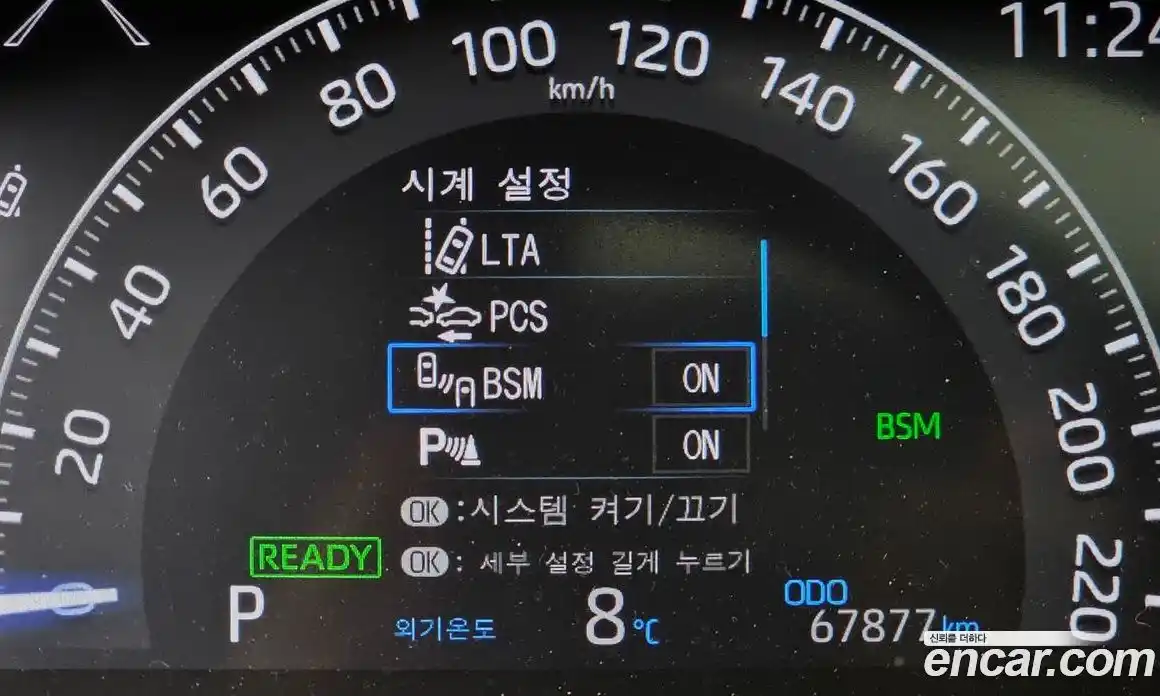 11:24
20
40
60
80
100
120
140
160
180
200
220
km/h
시계 설정
LTA
PCS
BSM ON
P ON
OK :시스템 켜기/끄기
OK : 세부 설정 길게 누르기
BSM
READY
P
외기온도 8 °C
ODO
67877 km
신뢰를 더하다
encar.com